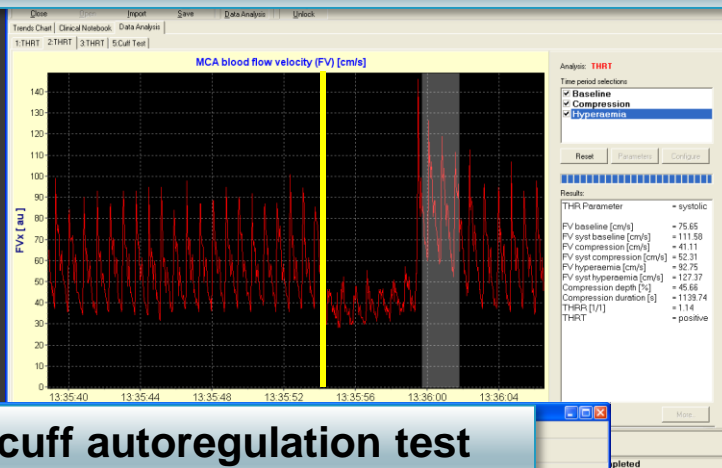 Close Open Import Save Data Analysis Unlock
Trends Chart Clinical Notebook Data Analysis
1:THRT 2:THRT 3:THRT 5:Cuff Test
MCA blood flow velocity (FV) [cm/s]
FVx [ au ]
140
130
120
110
100
90
80
70
60
50
40
30
20
10
0
13:35:40 13:35:44 13:35:48 13:35:52 13:35:56 13:36:00 13:36:04
Analysis: THRT
Time period selections
Baseline
Compression
Hyperaemia
Reset Parameters Configure
Results:
THR Parameter = systolic
FV baseline [cm/s] = 75.65
FV syst baseline [cm/s] = 111.58
FV compression [cm/s] = 41.11
FV syst compression [cm/s] = 52.31
FV hyperaemia [cm/s] = 92.75
FV syst hyperaemia [cm/s] = 127.37
Compression depth [%] = 45.66
Compression duration [s] = 1139.74
THRR [1/1] = 1.14
THRT = positive
More
cuff autoregulation test
pleted